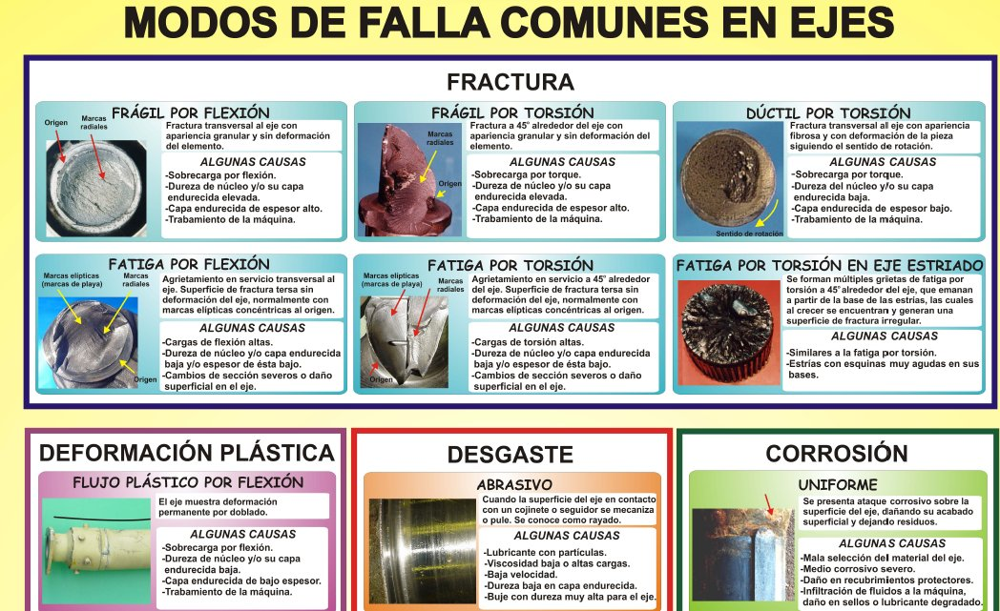 MODOS DE FALLA COMUNES EN EJES
FRACTURA
FRÁGIL POR FLEXIÓN
Origen
Marcas
radiales
Fractura transversal al eje con
apariencia granular y sin deformación
del elemento.
ALGUNAS CAUSAS
-Sobrecarga por flexión.
-Dureza de núcleo y/o su capa
endurecida elevada.
-Capa endurecida de espesor alto.
-Trabamiento de la máquina.
FRÁGIL POR TORSIÓN
Marcas
radiales
Origen
Fractura a 45° alrededor del eje con
apariencia granular y sin deformación del
elemento.
ALGUNAS CAUSAS
-Sobrecarga por torque.
-Dureza de núcleo y/o su capa
endurecida elevada.
-Capa endurecida de espesor alto.
-Trabamiento de la máquina.
DÚCTIL POR TORSIÓN
Sentido de rotación
Fractura transversal al eje con apariencia
fibrosa y con deformación de la pieza
siguiendo el sentido de rotación.
ALGUNAS CAUSAS
-Sobrecarga por torque.
-Dureza del núcleo y/o su capa
endurecida baja.
-Capa endurecida de espesor bajo.
-Trabamiento de la máquina.
FATIGA POR FLEXIÓN
Marcas elípticas
(marcas de playa)
Marcas
radiales
Origen
Agrietamiento en servicio transversal al
eje. Superficie de fractura tersa sin
deformación del eje, normalmente con
marcas elípticas concéntricas al origen.
ALGUNAS CAUSAS
-Cargas de flexión altas.
-Dureza de núcleo y/o capa endurecida
baja y/o espesor de ésta bajo.
-Cambios de sección severos o daño
superficial en el eje.
FATIGA POR TORSIÓN
Marcas elípticas
(marcas de playa)
Marcas
radiales
Origen
Agrietamiento en servicio a 45° alrededor
del eje. Superficie de fractura tersa sin
deformación del eje, normalmente con
marcas elípticas concéntricas al origen.
ALGUNAS CAUSAS
-Cargas de torsión altas.
-Dureza de núcleo y/o capa endurecida
baja y/o espesor de ésta bajo.
-Cambios de sección severos o daño
superficial en el eje.
FATIGA POR TORSIÓN EN EJE ESTRIADO
Se forman múltiples grietas de fatiga por
torsión a 45° alrededor del eje, que emanan
a partir de la base de las estrías, las cuales
al crecer se encuentran y generan una
superficie de fractura irregular.
ALGUNAS CAUSAS
-Similares a la fatiga por torsión.
-Estrías con esquinas muy agudas en sus
bases.
DEFORMACIÓN PLÁSTICA
FLUJO PLÁSTICO POR FLEXIÓN
El eje muestra deformación
permanente por doblado.
ALGUNAS CAUSAS
-Sobrecarga por flexión.
-Dureza de núcleo y/o su capa
endurecida baja.
-Capa endurecida de bajo espesor.
-Trabamiento de la máquina.
DESGASTE
ABRASIVO
Cuando la superficie del eje en contacto
con un cojinete o seguidor se mecaniza
o pule. Se conoce como rayado.
ALGUNAS CAUSAS
-Lubricante con partículas.
-Viscosidad baja o altas cargas.
-Baja velocidad.
-Dureza baja en capa endurecida.
-Buje con dureza muy alta para el eje.
CORROSIÓN
UNIFORME
Se presenta ataque corrosivo sobre la
superficie del eje, dañando su acabado
superficial y dejando residuos.
ALGUNAS CAUSAS
-Mala selección del material del eje.
-Medio corrosivo severo.
-Daño en recubrimientos protectores.
-Infiltración de fluidos a la máquina,
daño en sellos o lubricante degradado.